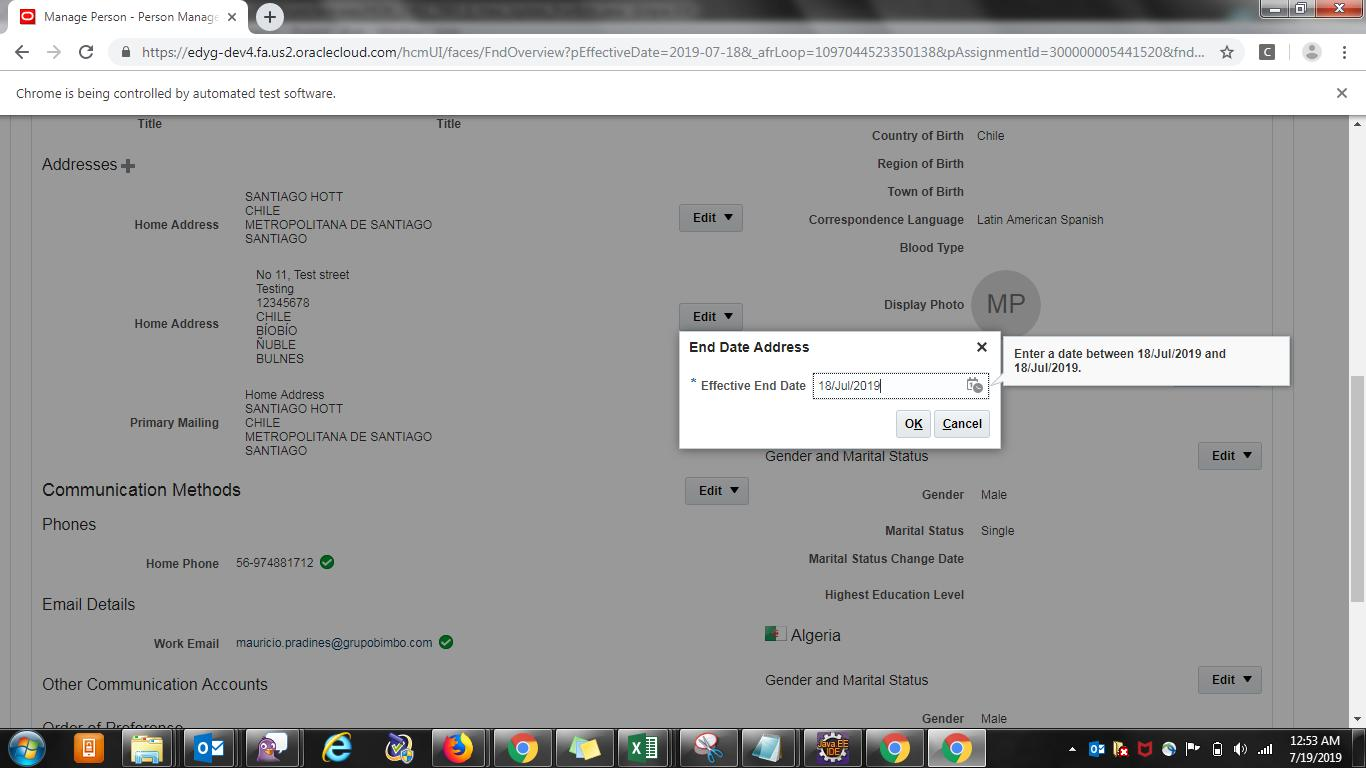 Manage Person - Person Manage
https://edyg-dev4.fa.us2.oraclecloud.com/hcmUI/faces/FndOverview?pEffectiveDate=2019-07-18&_afrLoop=1097044523350138&pAssignmentId=300000005441520&fnd...
C
Chrome is being controlled by automated test software.
Title
Title
Addresses
Home Address
SANTIAGO HOTT
CHILE
METROPOLITANA DE SANTIAGO
SANTIAGO
Edit
Home Address
No 11, Test street
Testing
12345678
CHILE
BÍOBÍO
ÑUBLE
BULNES
Edit
Primary Mailing
Home Address
SANTIAGO HOTT
CHILE
METROPOLITANA DE SANTIAGO
SANTIAGO
Communication Methods
Edit
Phones
Home Phone
56-974881712
Email Details
Work Email
mauricio.pradines@grupobimbo.com
Other Communication Accounts
Order of Preference
Country of Birth Chile
Region of Birth
Town of Birth
Correspondence Language Latin American Spanish
Blood Type
Display Photo
MP
End Date Address
* Effective End Date 18/Jul/2019
OK
Cancel
Enter a date between 18/Jul/2019 and
18/Jul/2019.
Gender and Marital Status
Edit
Gender Male
Marital Status Single
Marital Status Change Date
Highest Education Level
Algeria
Gender and Marital Status
Edit
Gender Male
Java EE
IDE
12:53 AM
7/19/2019